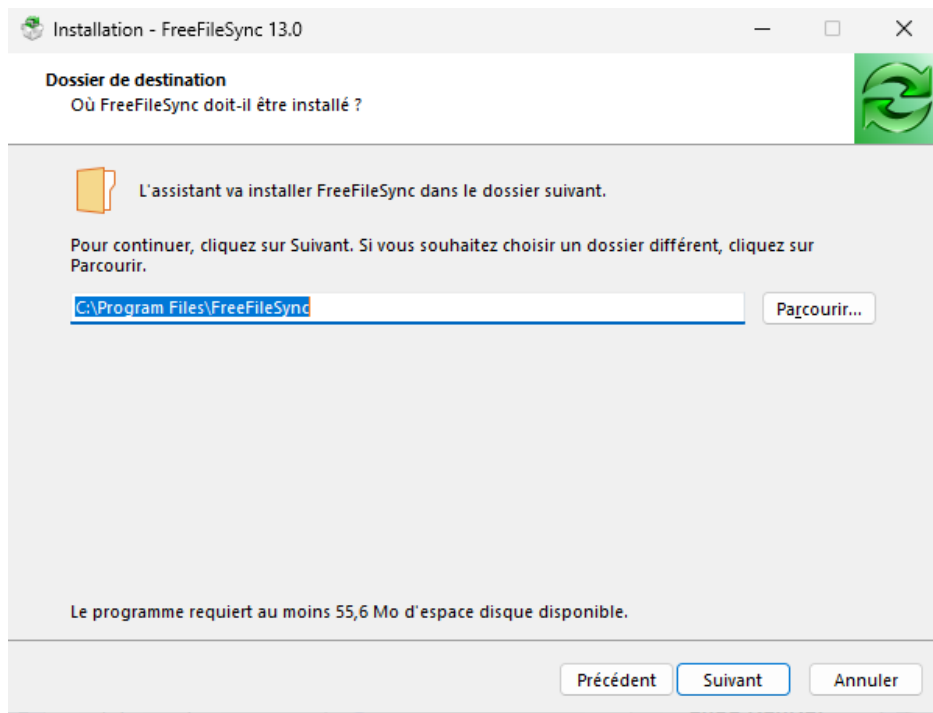 Installation - FreeFileSync 13.0
Dossier de destination
Où FreeFileSync doit-il être installé ?
L'assistant va installer FreeFileSync dans le dossier suivant.
Pour continuer, cliquez sur Suivant. Si vous souhaitez choisir un dossier différent, cliquez sur
Parcourir.
C:\Program Files\FreeFileSync
Parcourir...
Le programme requiert au moins 55,6 Mo d'espace disque disponible.
Précédent
Suivant
Annuler